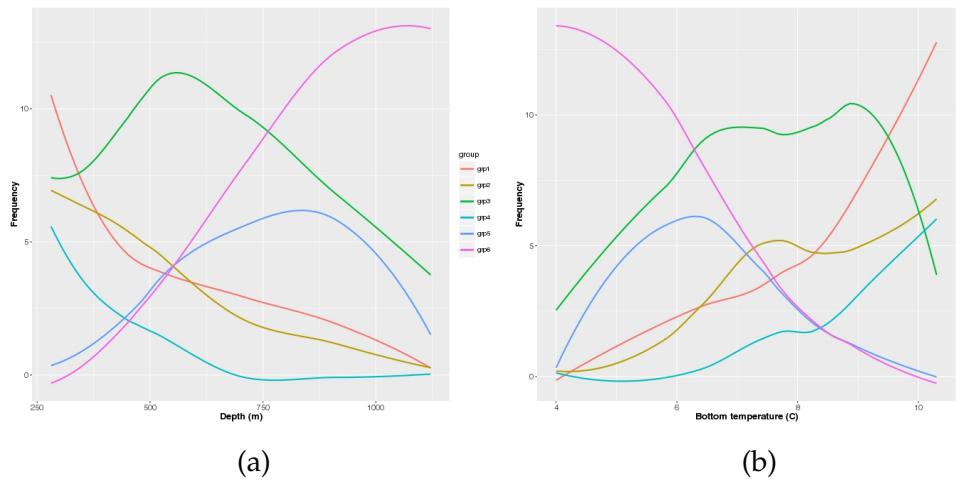 10-
5-
0-
Frequency
250
500
750
1000
Depth (m)
group
grp1
grp2
grp3
grp4
grp5
grp6
10-
5-
0-
Frequency
4
6
8
10
Bottom temperature (C)
(a)
(b)